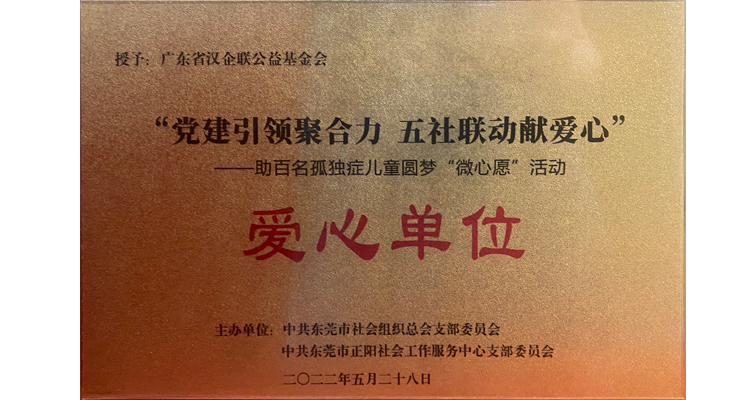 授予：广东省汉企联公益基金会
“党建引领聚合力 五社联动献爱心”
——助百名孤独症儿童圆梦“微心愿”活动
爱心单位
主办单位：中共东莞市社会组织总会支部委员会
中共东莞市正阳社会工作服务中心支部委员会
二〇二二年五月二十八日